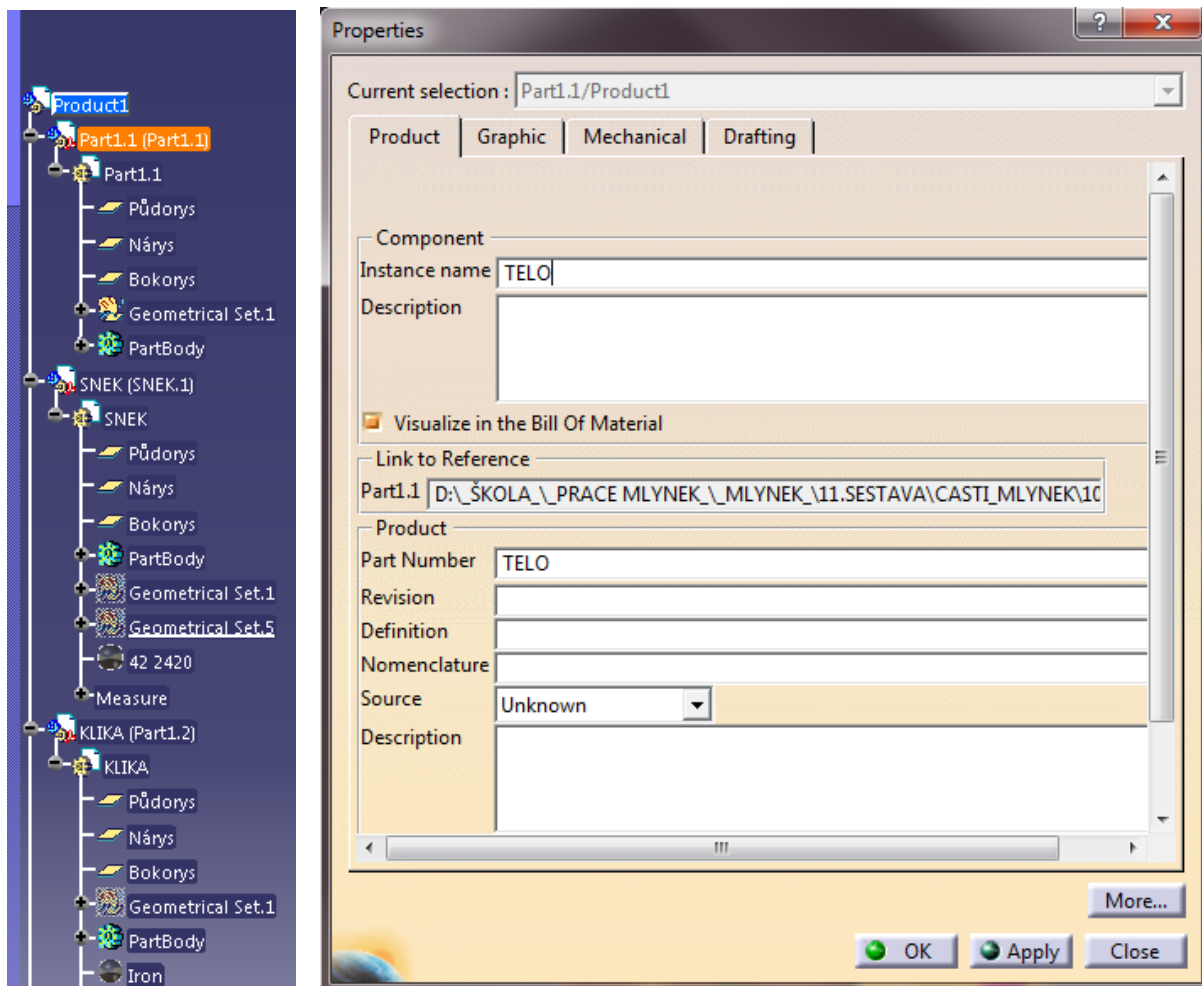 Product1
Part1.1 (Part1.1)
Part1.1
Půdorys
Nárys
Bokorys
Geometrical Set.1
PartBody
SNEK (SNEK.1)
SNEK
Půdorys
Nárys
Bokorys
PartBody
Geometrical Set.1
Geometrical Set.5
42 2420
Measure
KLIKA (Part1.2)
KLIKA
Půdorys
Nárys
Bokorys
Geometrical Set.1
PartBody
Iron
Properties
Current selection : Part1.1/Product1
Product Graphic Mechanical Drafting
Component
Instance name TELO
Description
Visualize in the Bill Of Material
Link to Reference
Part1.1 D:\_ŠKOLA_\_PRACE MLYNEK_\_MLYNEK_\11.SESTAVA\CASTI_MLYNEK\10
Product
Part Number TELO
Revision
Definition
Nomenclature
Source Unknown
Description
More...
OK Apply Close